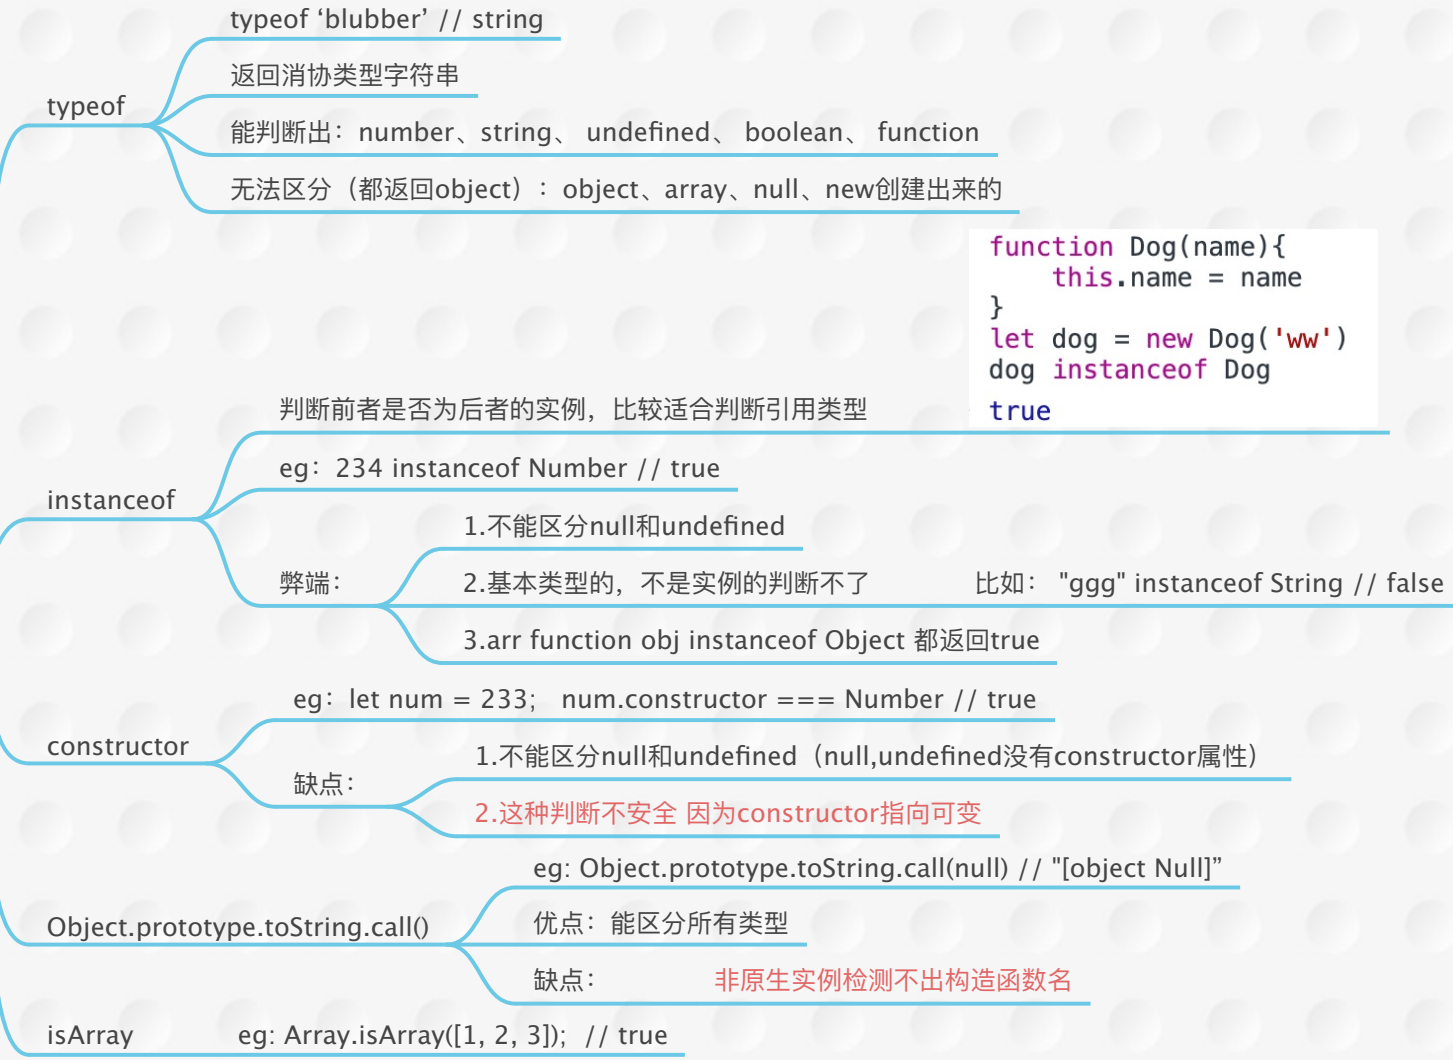 typeof
typeof ‘blubber’ // string
返回消协类型字符串
能判断出：number、string、 undefined、 boolean、 function
无法区分（都返回object）：object、array、null、new创建出来的
function Dog(name){
this.name = name
}
let dog = new Dog('ww')
dog instanceof Dog
true
instanceof
判断前者是否为后者的实例，比较适合判断引用类型
eg：234 instanceof Number // true
弊端：
1.不能区分null和undefined
2.基本类型的，不是实例的判断不了 比如： "ggg" instanceof String // false
3.arr function obj instanceof Object 都返回true
constructor
eg：let num = 233; num.constructor === Number // true
缺点：
1.不能区分null和undefined（null,undefined没有constructor属性）
2.这种判断不安全 因为constructor指向可变
Object.prototype.toString.call()
eg: Object.prototype.toString.call(null) // "[object Null]”
优点：能区分所有类型
缺点： 非原生实例检测不出构造函数名
isArray eg: Array.isArray([1, 2, 3]); // true